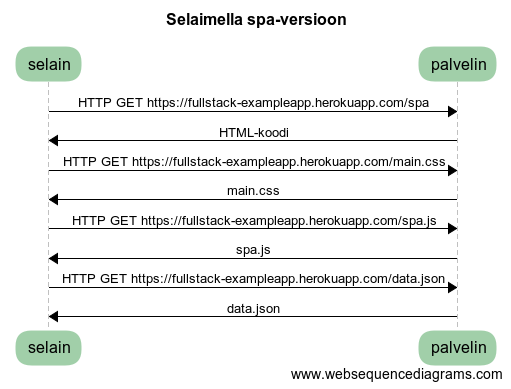 Selaimella spa-versioon
selain palvelin
HTTP GET https://fullstack-exampleapp.herokuapp.com/spa
HTML-koodi
HTTP GET https://fullstack-exampleapp.herokuapp.com/main.css
main.css
HTTP GET https://fullstack-exampleapp.herokuapp.com/spa.js
spa.js
HTTP GET https://fullstack-exampleapp.herokuapp.com/data.json
data.json
selain palvelin
www.websequencediagrams.com